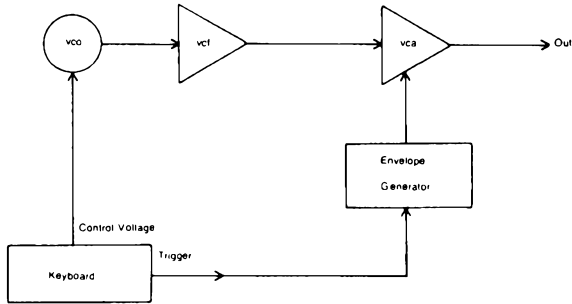 vco
vcf
vca
Out
Envelope
Generator
Control Voltage
Trigger
Keyboard